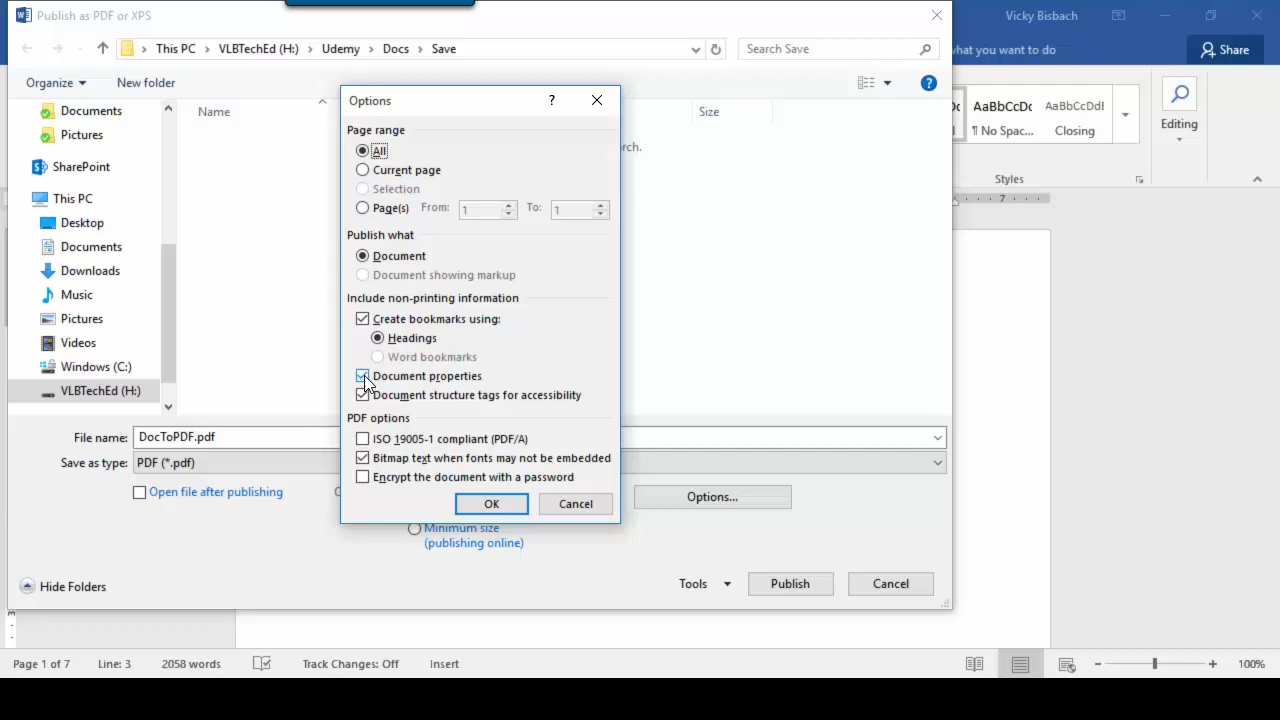 Publish as PDF or XPS
Vicky Bisbach
This PC > VLBTechEd (H:) > Udemy > Docs > Save
Search Save
what you want to do
Share
Organize
New folder
Options
?
Documents
Pictures
SharePoint
This PC
Desktop
Documents
Downloads
Music
Pictures
Videos
Windows (C:)
VLBTechEd (H:)
Name
Size
rch.
Page range
All
Current page
Selection
Page(s) From: 1 To: 1
Publish what
Document
Document showing markup
Include non-printing information
Create bookmarks using:
Headings
Word bookmarks
Document properties
Document structure tags for accessibility
PDF options
ISO 19005-1 compliant (PDF/A)
Bitmap text when fonts may not be embedded
Encrypt the document with a password
OK Cancel
AaBbCcDc AaBbCcDdE
¶ No Spac... Closing
Editing
Styles
7
File name: DocToPDF.pdf
Save as type: PDF (*.pdf)
Open file after publishing
Options...
Minimum size
(publishing online)
Hide Folders
Tools Publish Cancel
Page 1 of 7 Line: 3 2058 words Track Changes: Off Insert 100%